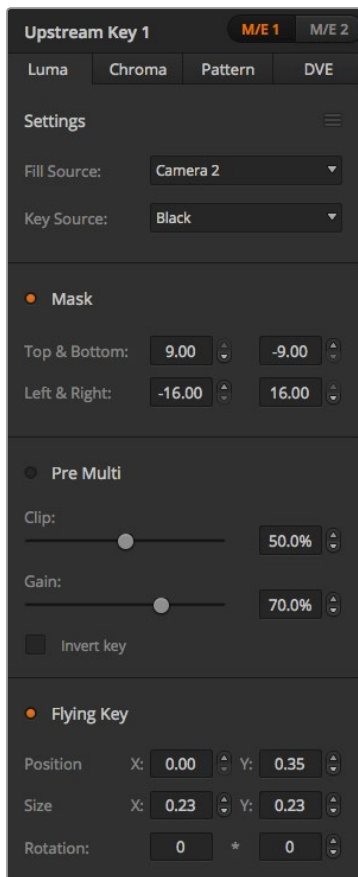 Upstream Key 1 M/E 1 M/E 2
Luma Chroma Pattern DVE
Settings
Fill Source: Camera 2
Key Source: Black
Mask
Top & Bottom: 9.00 -9.00
Left & Right: -16.00 16.00
Pre Multi
Clip:
50.0%
Gain:
70.0%
Invert key
Flying Key
Position X: 0.00 Y: 0.35
Size X: 0.23 Y: 0.23
Rotation: 0 * 0